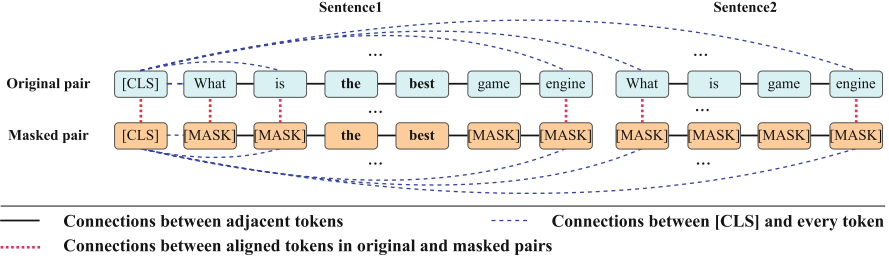 Sentence1 Sentence2
... ...
Original pair [CLS] What is the best game engine What is game engine
... ...
Masked pair [CLS] [MASK] [MASK] the best [MASK] [MASK] [MASK] [MASK] [MASK] [MASK]
... ...
Connections between adjacent tokens Connections between [CLS] and every token
Connections between aligned tokens in original and masked pairs